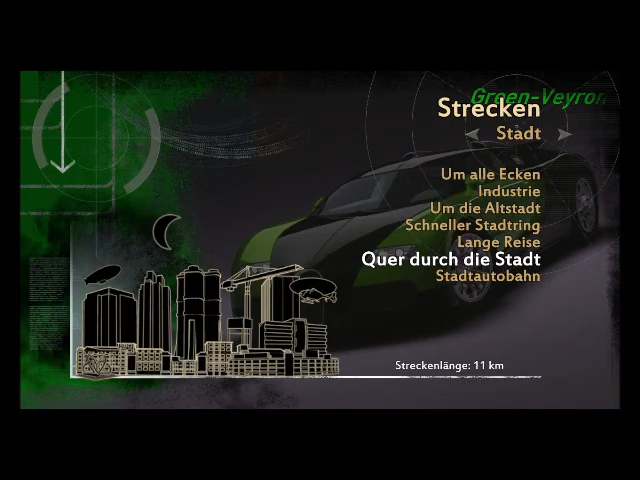 Green-Veyron
Strecken
Stadt
Um alle Ecken
Industrie
Um die Altstadt
Schneller Stadtring
Lange Reise
Quer durch die Stadt
Stadtautobahn
Streckenlänge: 11 km